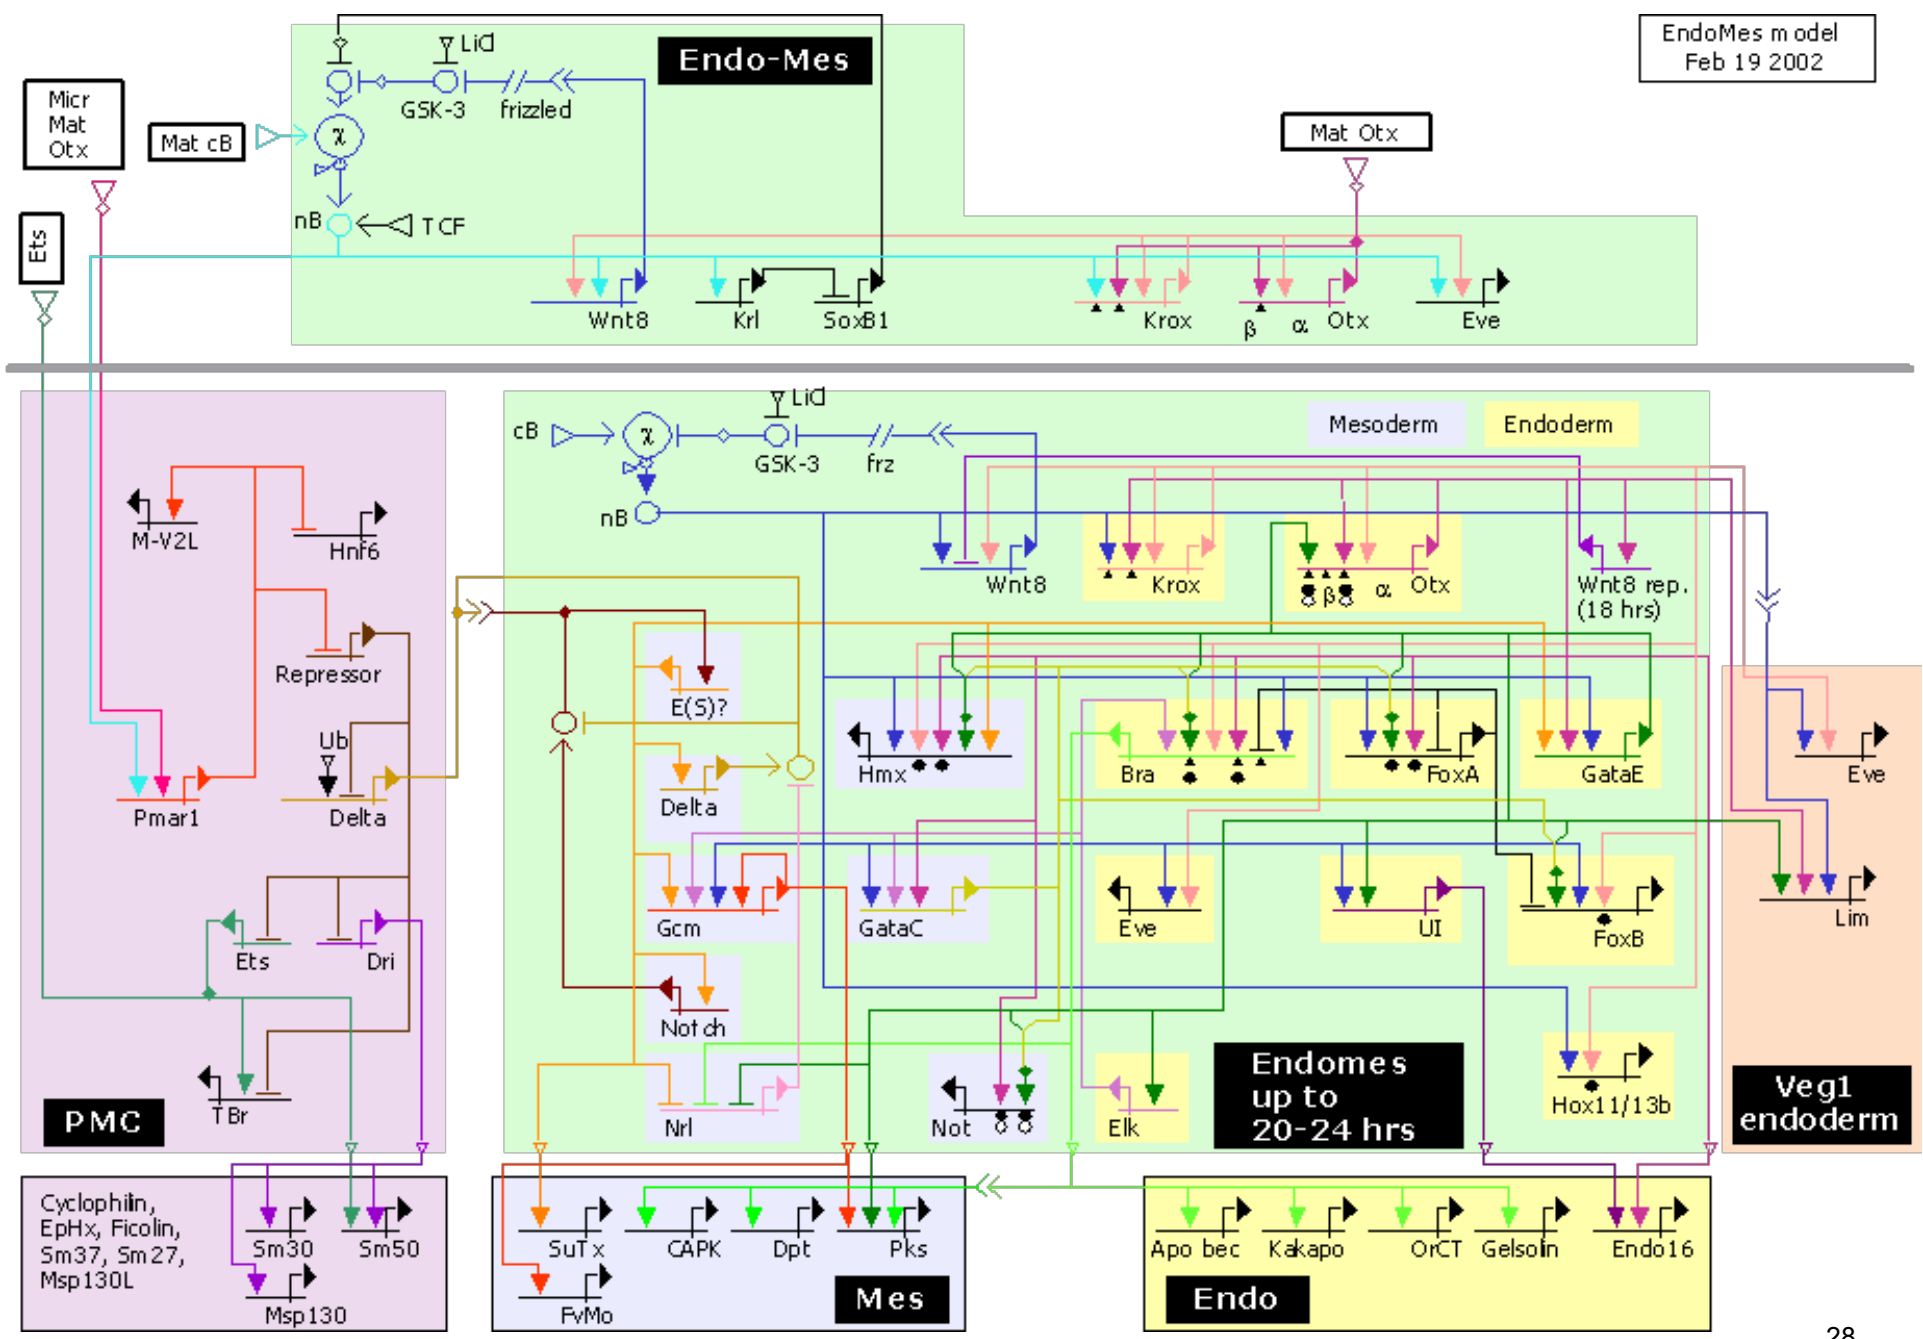 EndoMes model
Feb 19 2002
Endo-Mes
LiCl
GSK-3
frizzled
χ
Micr
Mat
Otx
Mat cB
Mat Otx
Ets
nB
TCF
Wnt8
Krl
SoxB1
Krox
β
α
Otx
Eve
LiCl
cB
χ
GSK-3
frz
nB
Mesoderm
Endoderm
M-V2L
Hnf6
Repressor
Ub
Pmar1
Delta
Ets
Dri
TBr
PMC
Wnt8
Krox
β
α
Otx
Wnt8 rep.
(18 hrs)
E(S)?
Hmx
Bra
FoxA
GataE
Eve
Delta
Gcm
GataC
Eve
UI
FoxB
Lim
Notch
Nrl
Not
Elk
Endomes
up to
20-24 hrs
Hox11/13b
Veg1
endoderm
Cyclophilin,
EpHx, Ficolin,
Sm37, Sm27,
Msp130L
Sm30
Sm50
Msp130
SuTx
CAPK
Dpt
Pks
FvMo
Mes
Apobec
Kakapo
OrCT
Gelsolin
Endo16
Endo
28